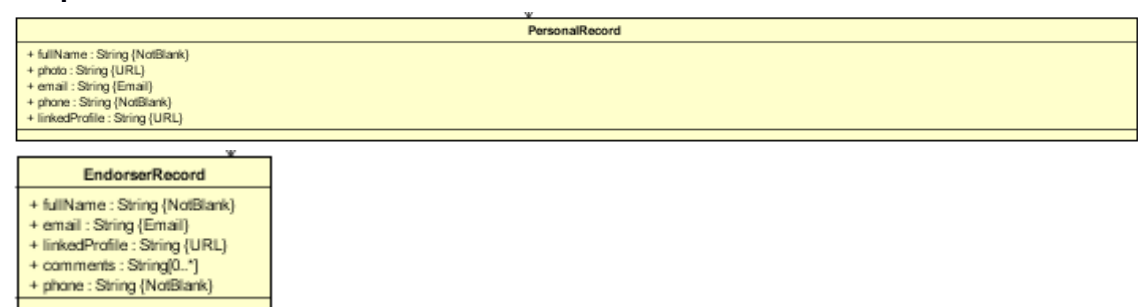 PersonalRecord
+ fullName : String {NotBlank}
+ photo : String {URL}
+ email : String {Email}
+ phone : String {NotBlank}
+ linkedProfile : String {URL}
EndorserRecord
+ fullName : String {NotBlank}
+ email : String {Email}
+ linkedProfile : String {URL}
+ comments : String[0..*]
+ phone : String {NotBlank}